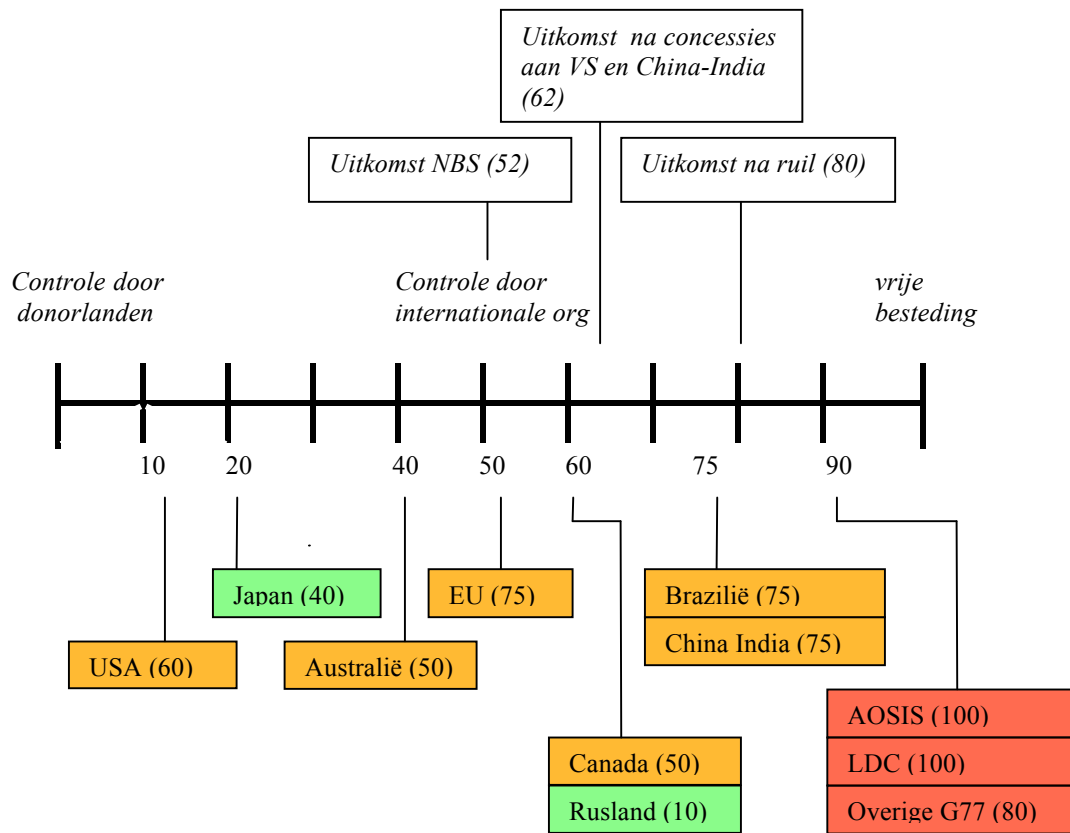 Uitkomst na concessies
aan VS en China-India
(62)
Uitkomst NBS (52)
Uitkomst na ruil (80)
Controle door
donorlanden
Controle door
internationale org
vrije
besteding
10
20
40
50
60
75
90
Japan (40)
EU (75)
Brazilië (75)
China India (75)
USA (60)
Australië (50)
AOSIS (100)
LDC (100)
Overige G77 (80)
Canada (50)
Rusland (10)